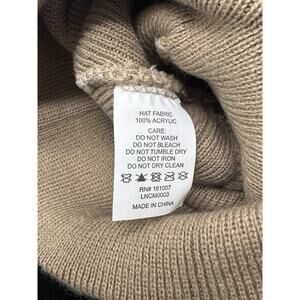 HAT FABRIC
100% ACRYLIC
CARE:
DO NOT WASH
DO NOT BLEACH
DO NOT TUMBLE DRY
DO NOT IRON
DO NOT DRY CLEAN
RN# 161007
LNCM0003
MADE IN CHINA